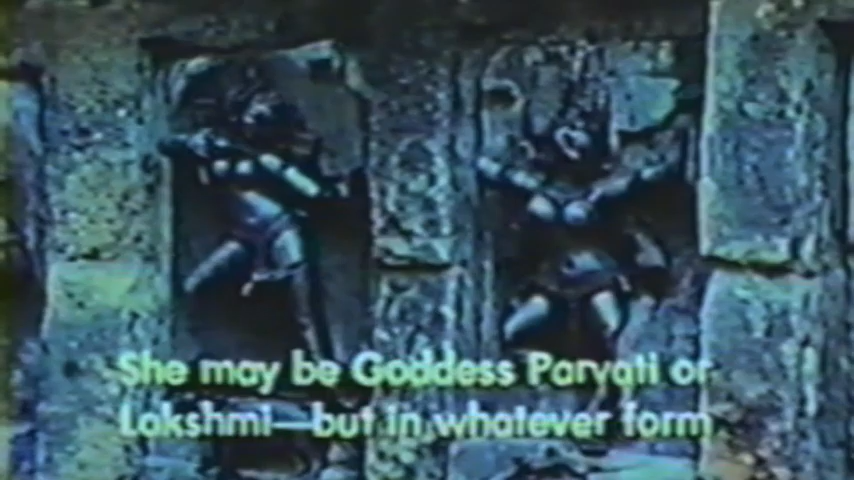 She may be Goddess Parvati or
Lakshmi—but in whatever form